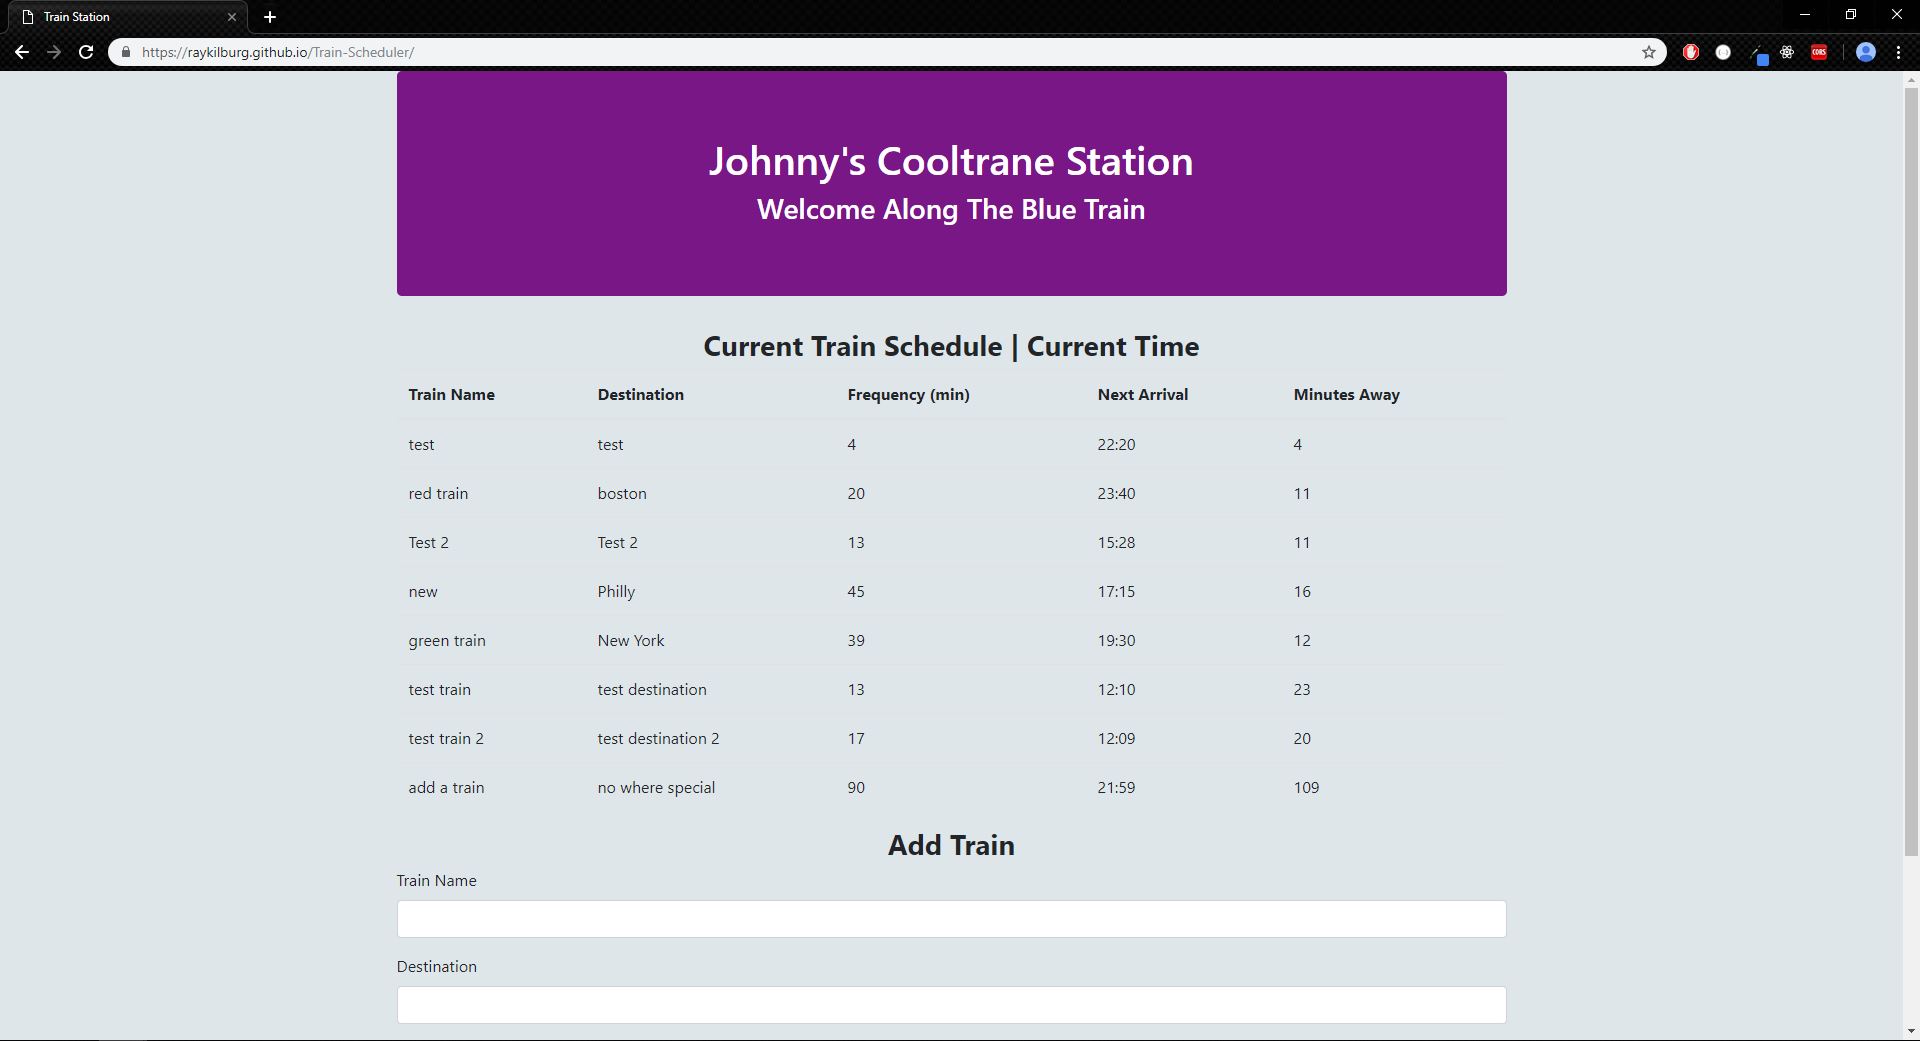 Train Station
https://raykilburg.github.io/Train-Scheduler/
CORS
Johnny's Cooltrane Station
Welcome Along The Blue Train
Current Train Schedule | Current Time
Train Name Destination Frequency (min) Next Arrival Minutes Away
test test 4 22:20 4
red train boston 20 23:40 11
Test 2 Test 2 13 15:28 11
new Philly 45 17:15 16
green train New York 39 19:30 12
test train test destination 13 12:10 23
test train 2 test destination 2 17 12:09 20
add a train no where special 90 21:59 109
Add Train
Train Name
Destination